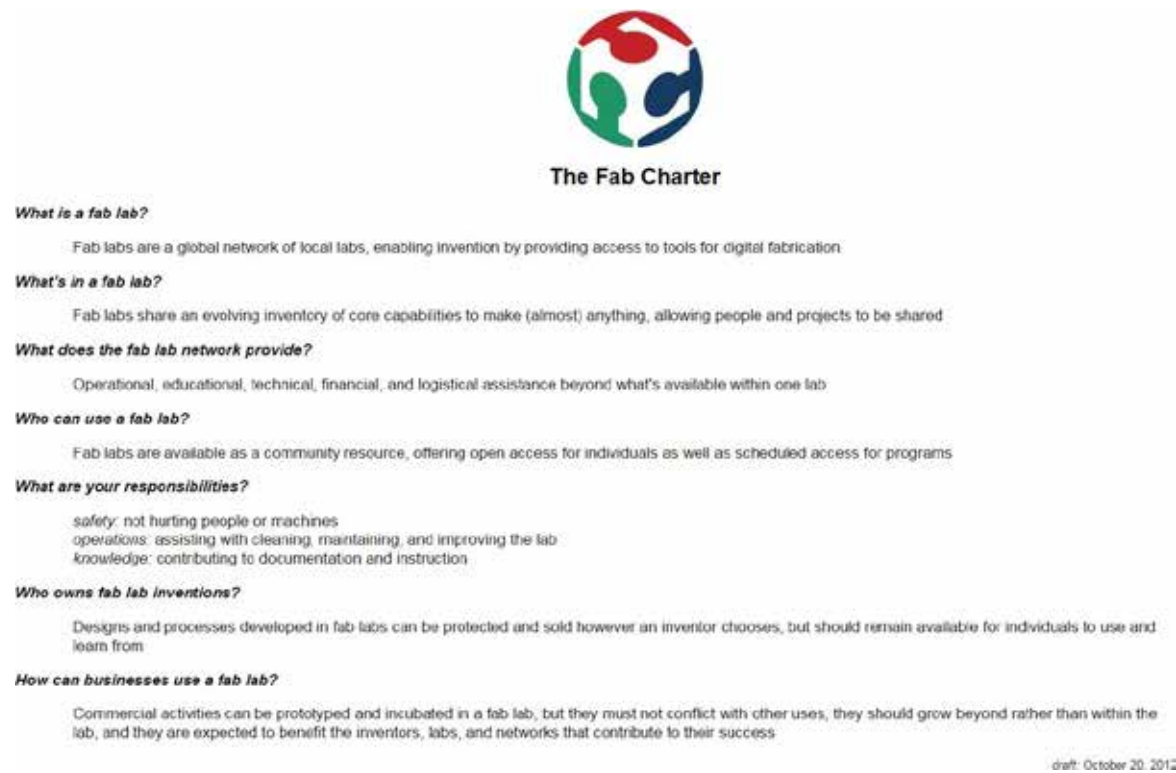 The Fab Charter
What is a fab lab?
Fab labs are a global network of local labs, enabling invention by providing access to tools for digital fabrication
What's in a fab lab?
Fab labs share an evolving inventory of core capabilities to make (almost) anything, allowing people and projects to be shared
What does the fab lab network provide?
Operational, educational, technical, financial, and logistical assistance beyond what's available within one lab
Who can use a fab lab?
Fab labs are available as a community resource, offering open access for individuals as well as scheduled access for programs
What are your responsibilities?
safety: not hurting people or machines
operations: assisting with cleaning, maintaining, and improving the lab
knowledge: contributing to documentation and instruction
Who owns fab lab inventions?
Designs and processes developed in fab labs can be protected and sold however an inventor chooses, but should remain available for individuals to use and
learn from
How can businesses use a fab lab?
Commercial activities can be prototyped and incubated in a fab lab, but they must not conflict with other uses, they should grow beyond rather than within the
lab, and they are expected to benefit the inventors, labs, and networks that contribute to their success
draft: October 20, 2012